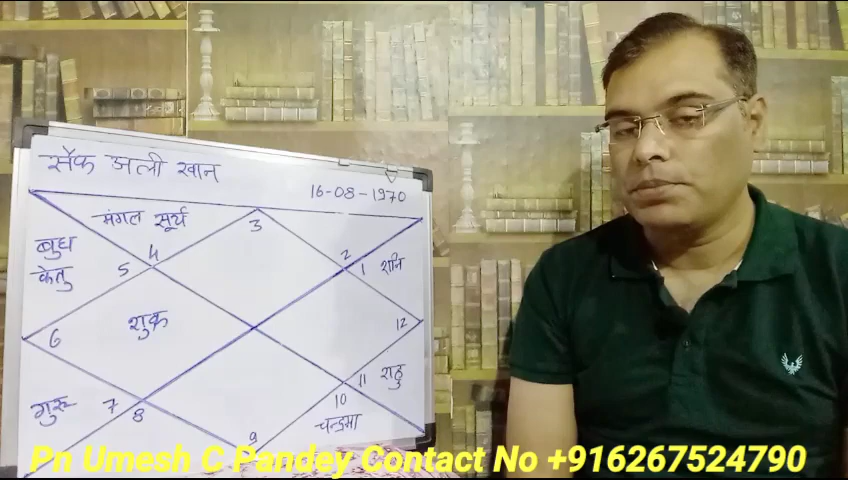 सैफ अली खान
16-08-1970
मंगल सूर्य
3
बुध
4
2
केतु
5
1
शनि
शुक्र
12
6
11
राहु
गुरु
7
8
10
चन्द्रमा
9
Pn Umesh C Pandey Contact No +916267524790